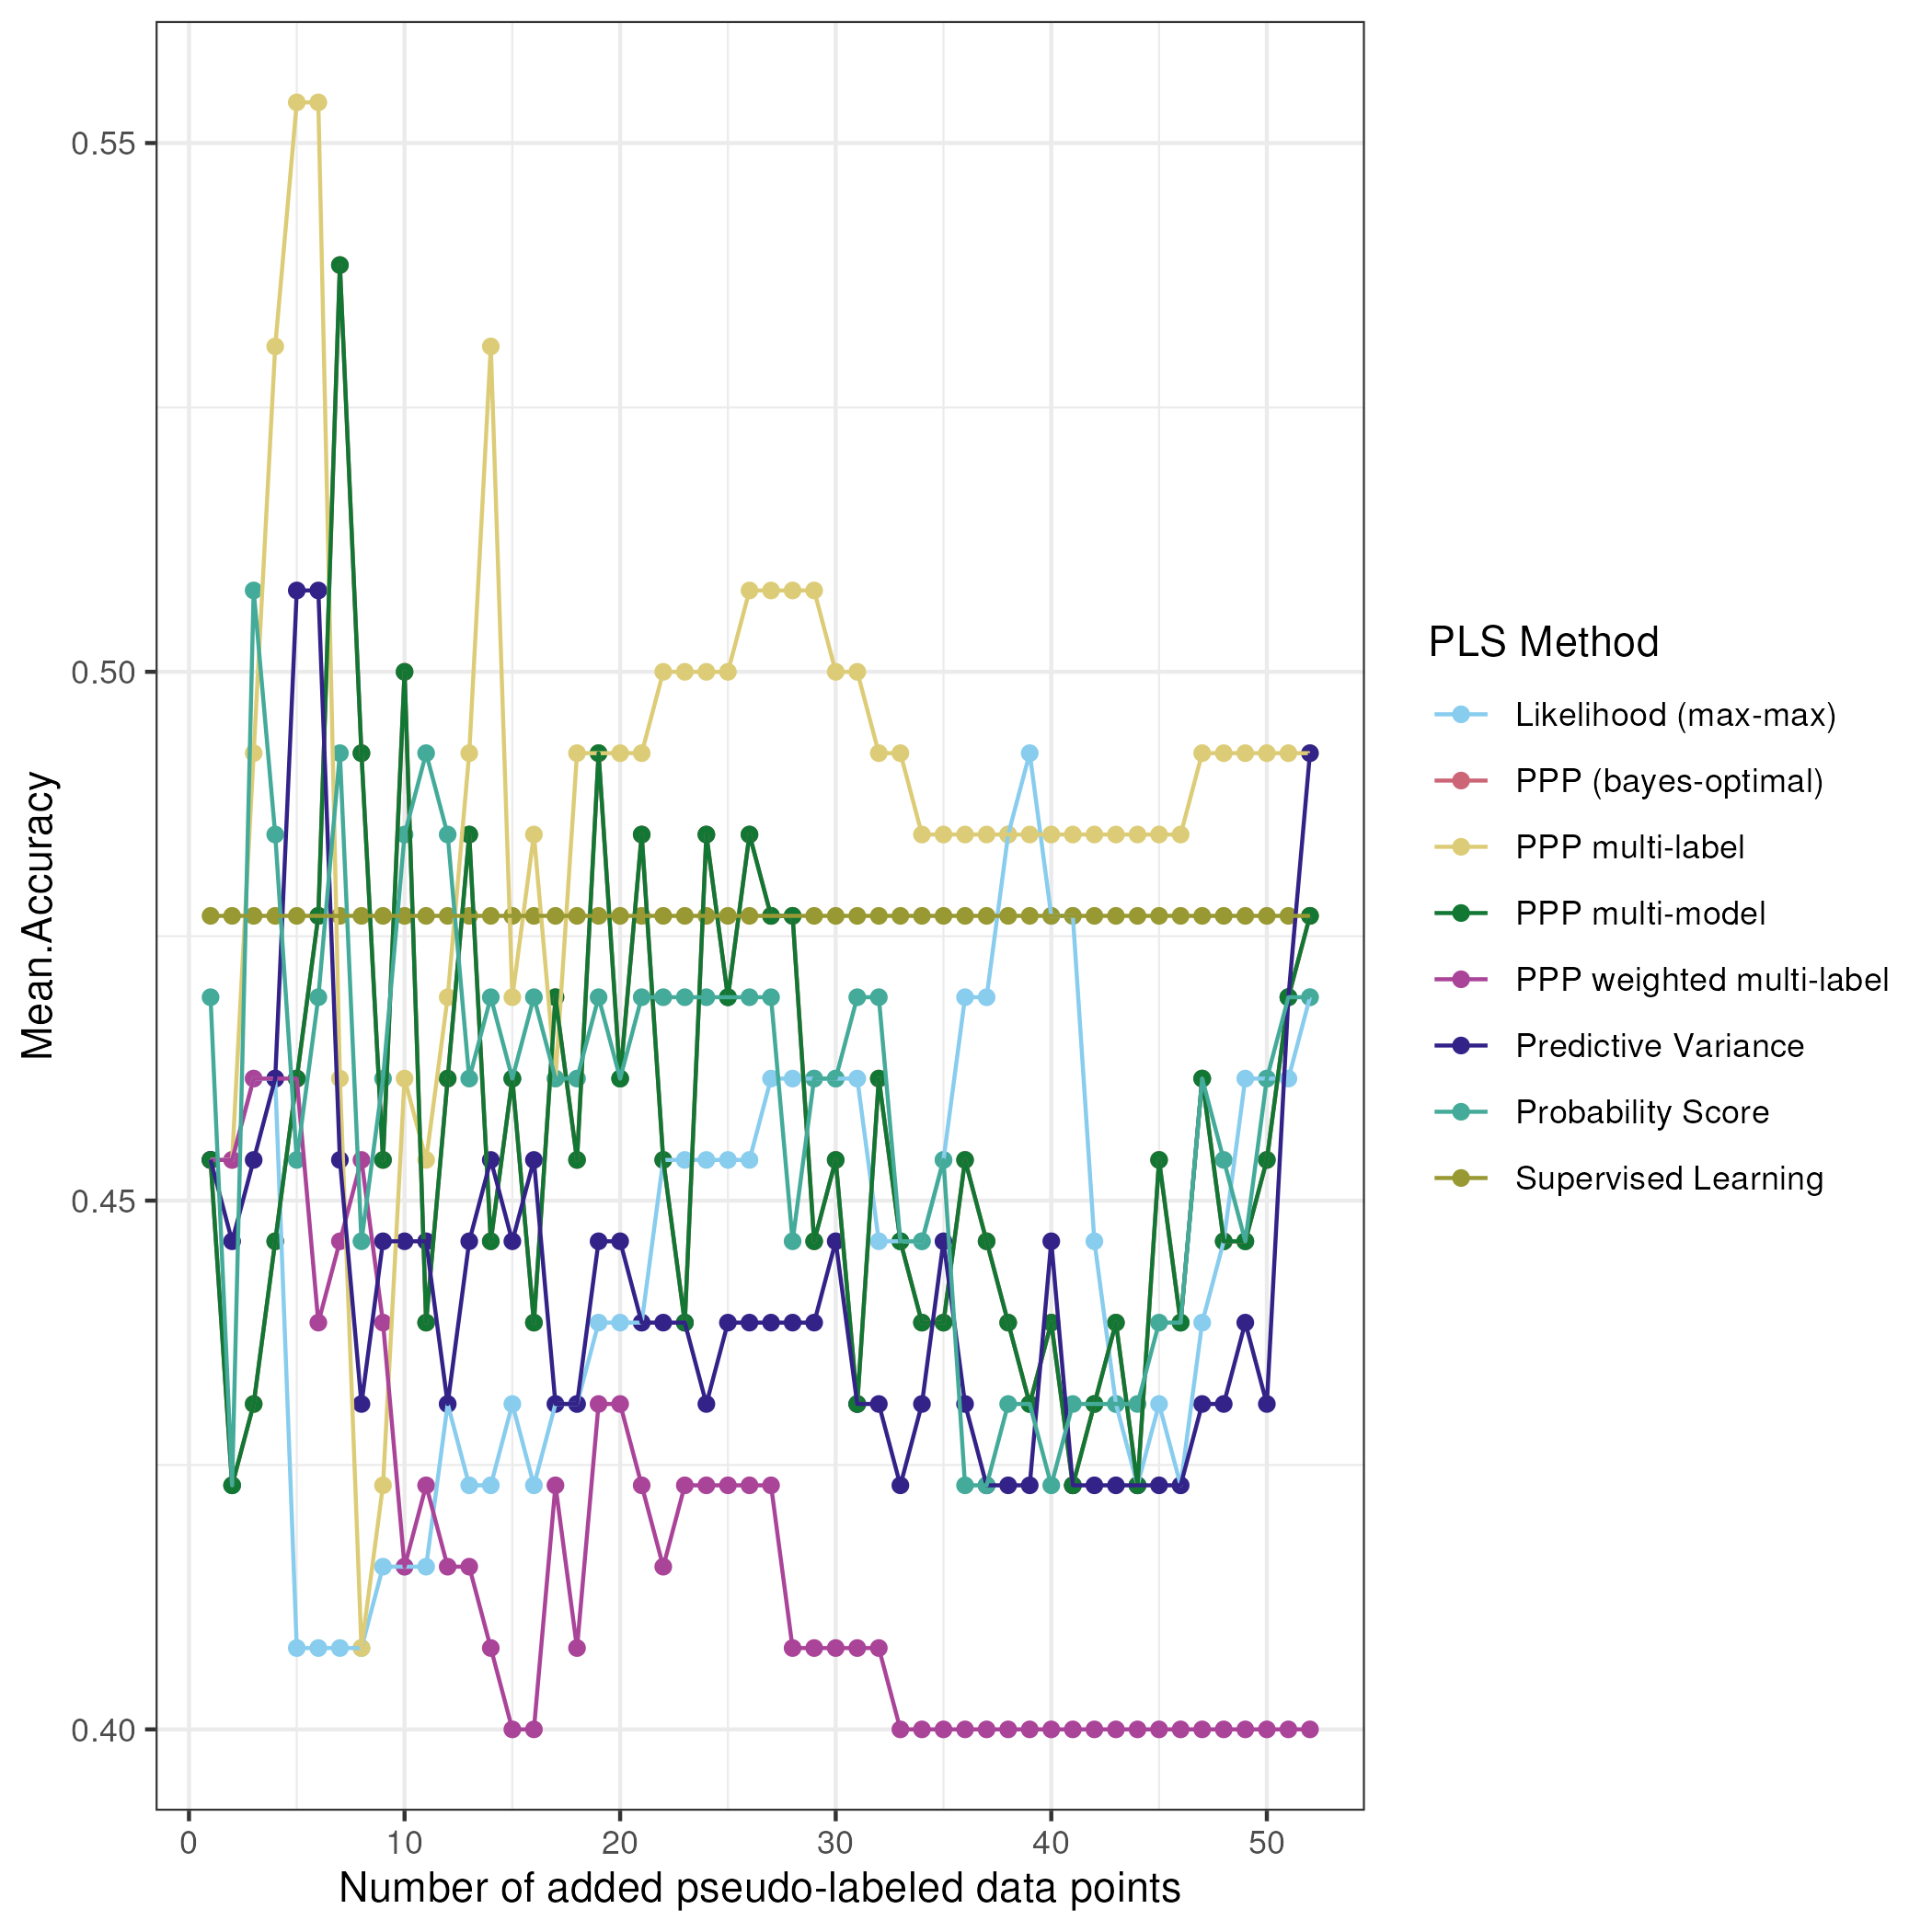 0.55
0.50
0.45
0.40
Mean.Accuracy
0
10
20
30
40
50
Number of added pseudo-labeled data points
PLS Method
Likelihood (max-max)
PPP (bayes-optimal)
PPP multi-label
PPP multi-model
PPP weighted multi-label
Predictive Variance
Probability Score
Supervised Learning